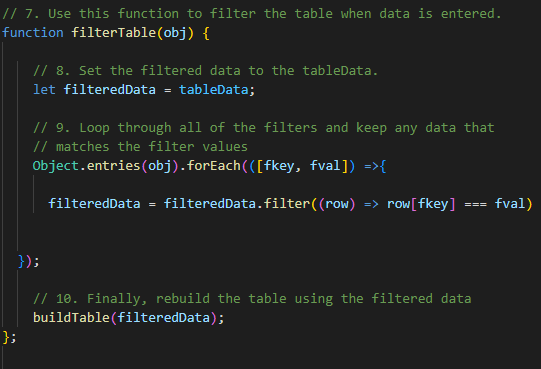 // 7. Use this function to filter the table when data is entered.
function filterTable(obj) {
// 8. Set the filtered data to the tableData.
let filteredData = tableData;
// 9. Loop through all of the filters and keep any data that
// matches the filter values
Object.entries(obj).forEach(([fkey, fval]) =>{
filteredData = filteredData.filter((row) => row[fkey] === fval)
});
// 10. Finally, rebuild the table using the filtered data
buildTable(filteredData);
};